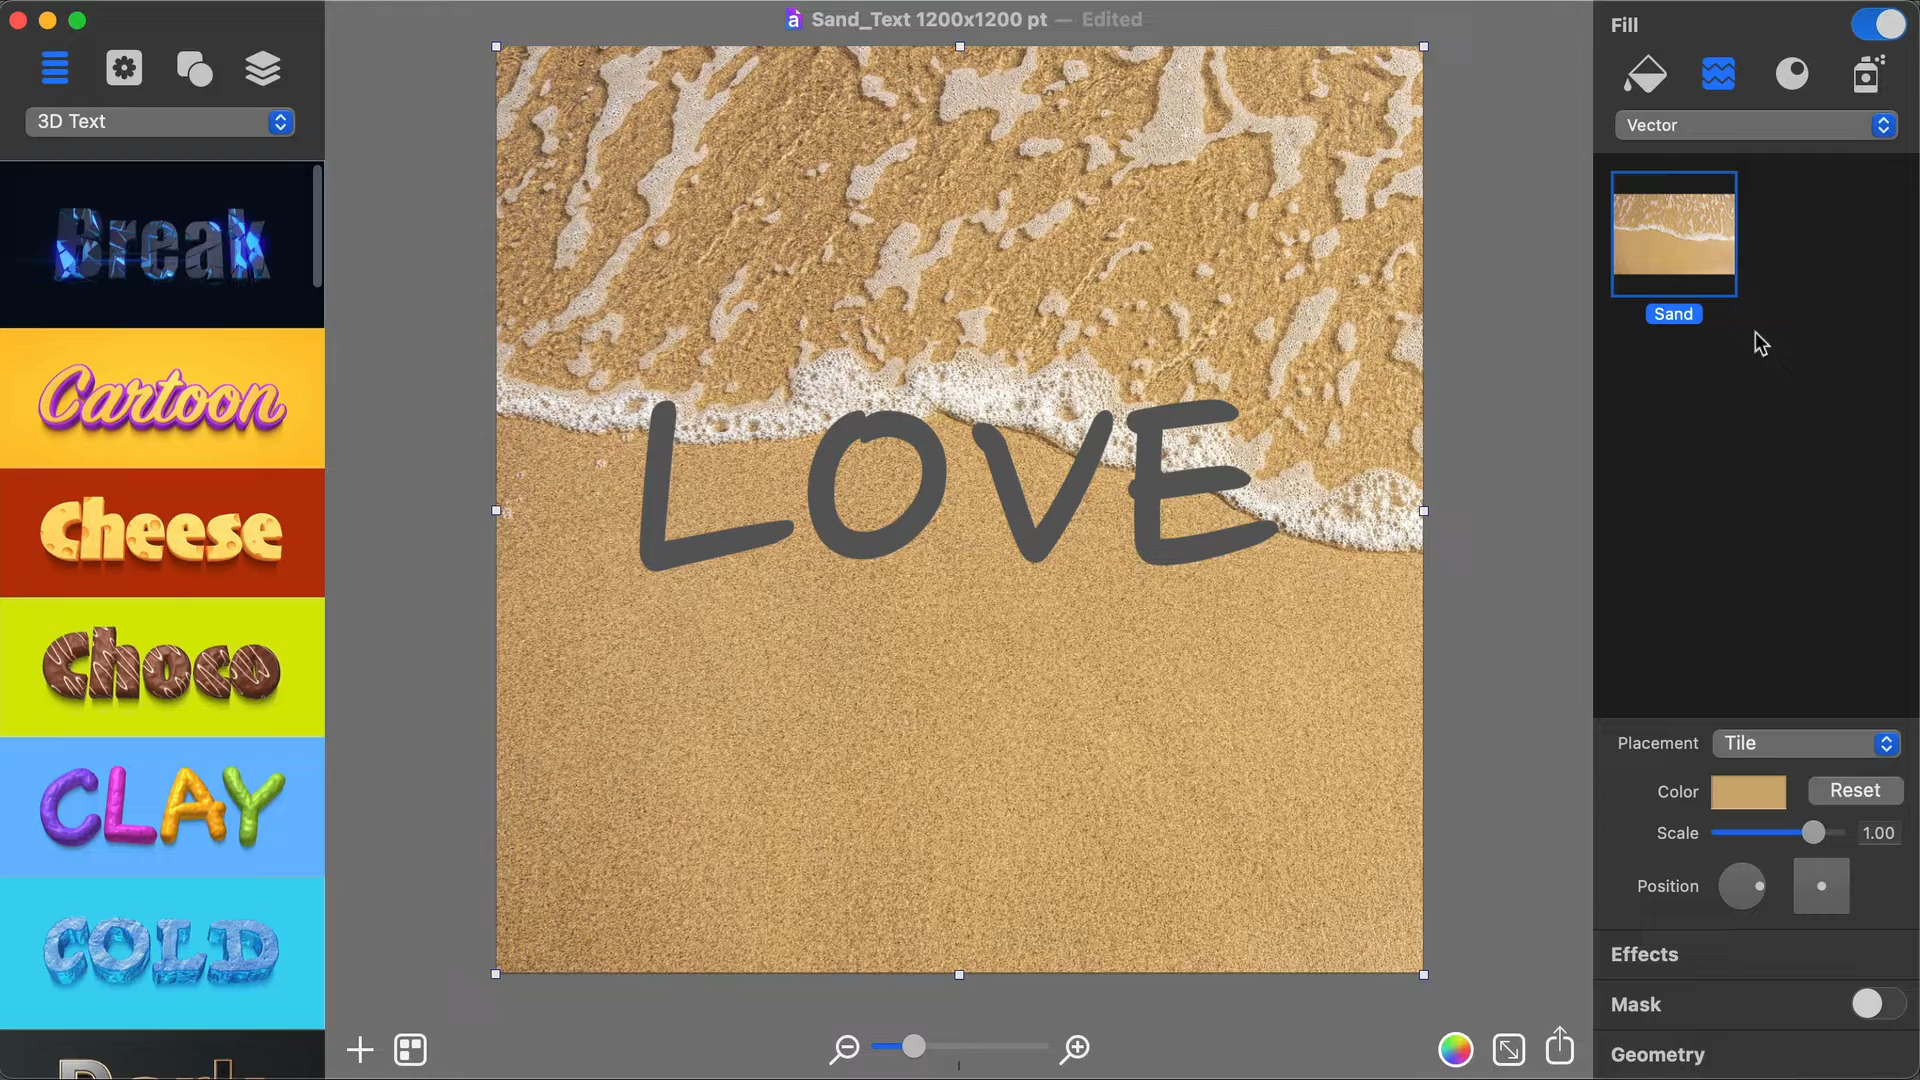 Sand_Text 1200x1200 pt — Edited
3D Text
Break
Cartoon
Cheese
Choco
CLAY
COLD
LOVE
Fill
Vector
Sand
Placement
Tile
Color
Reset
Scale
1.00
Position
Effects
Mask
Geometry